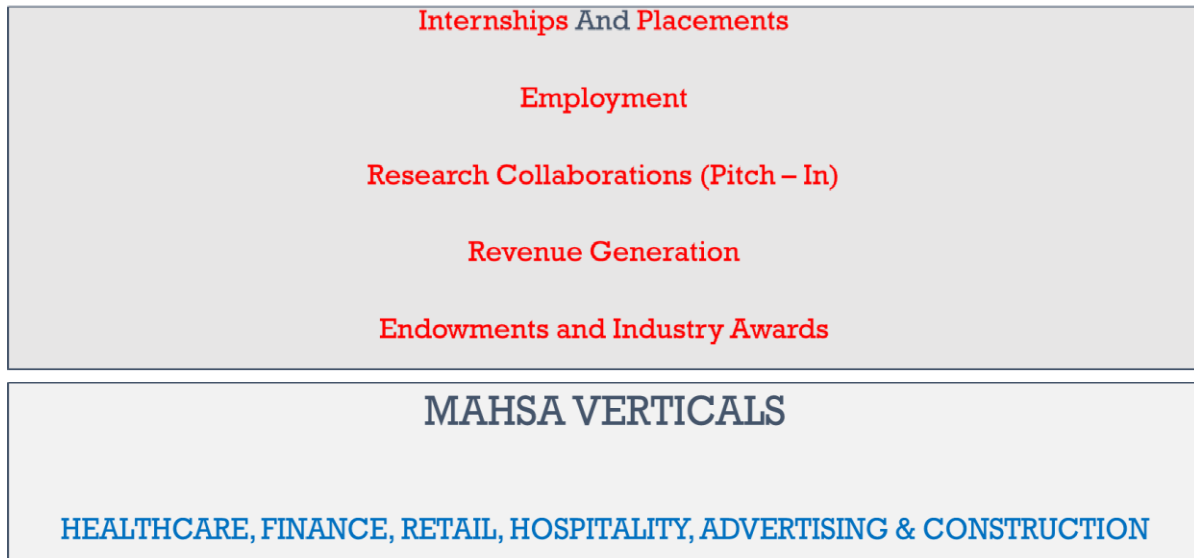 Internships And Placements
Employment
Research Collaborations (Pitch – In)
Revenue Generation
Endowments and Industry Awards
MAHSA VERTICALS
HEALTHCARE, FINANCE, RETAIL, HOSPITALITY, ADVERTISING & CONSTRUCTION